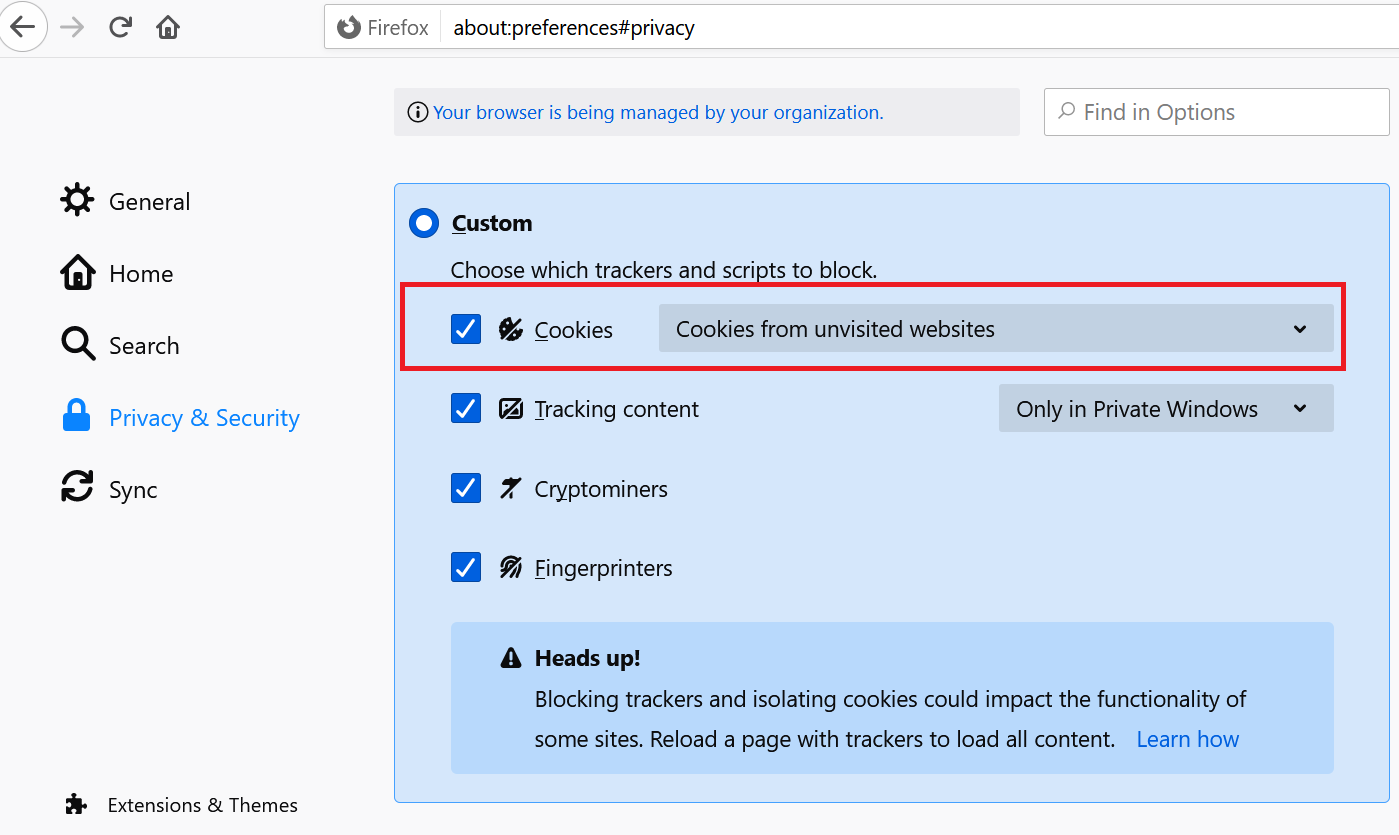 Firefox about:preferences#privacy
Your browser is being managed by your organization.
Find in Options
General
Home
Search
Privacy & Security
Sync
Extensions & Themes
Custom
Choose which trackers and scripts to block.
Cookies Cookies from unvisited websites
Tracking content Only in Private Windows
Cryptominers
Fingerprinters
Heads up!
Blocking trackers and isolating cookies could impact the functionality of
some sites. Reload a page with trackers to load all content. Learn how